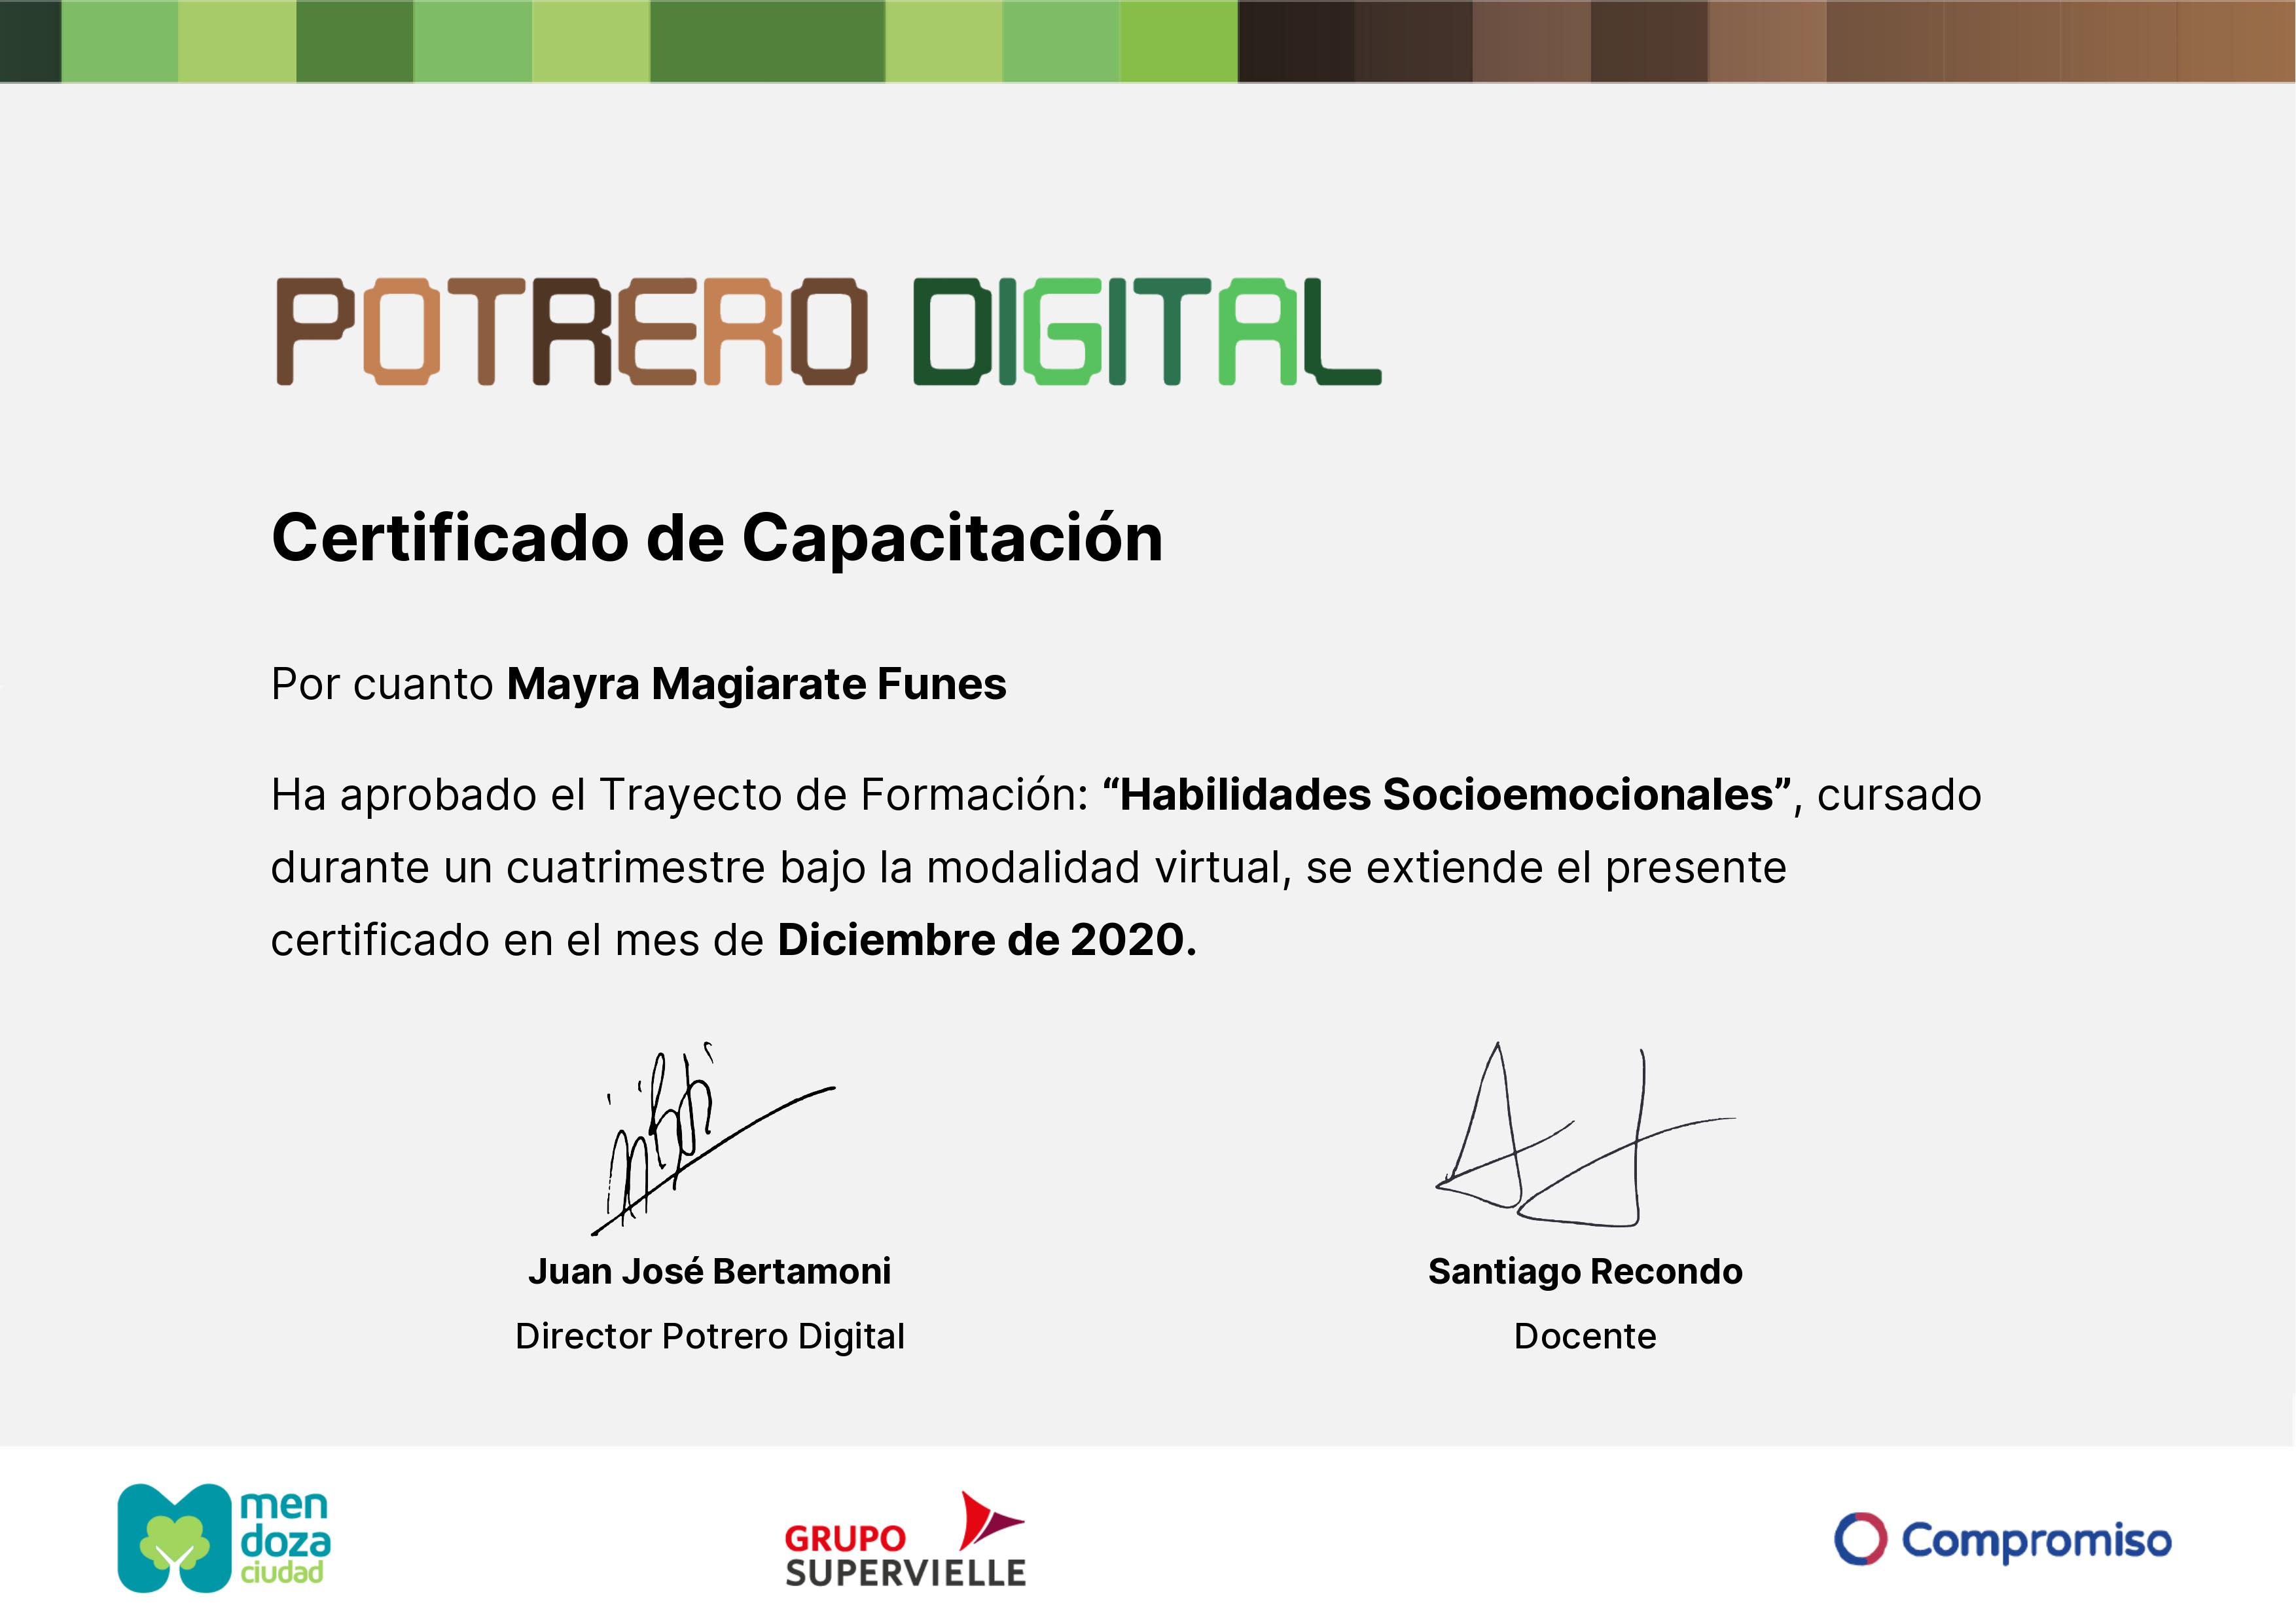 POTRERO DIGITAL
Certificado de Capacitación
Por cuanto Mayra Magiarate Funes
Ha aprobado el Trayecto de Formación: “Habilidades Socioemocionales”, cursado
durante un cuatrimestre bajo la modalidad virtual, se extiende el presente
certificado en el mes de Diciembre de 2020.
Juan José Bertamoni
Director Potrero Digital
Santiago Recondo
Docente
men
doza
ciudad
GRUPO
SUPERVIELLE
Compromiso